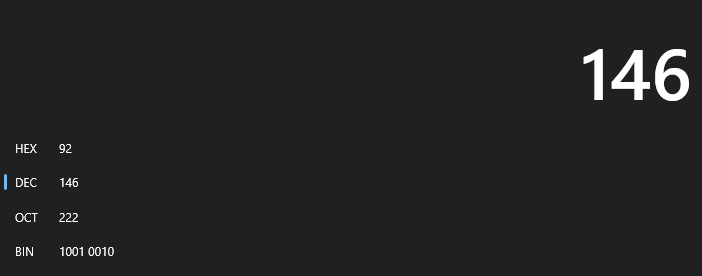 146
HEX 92
DEC 146
OCT 222
BIN 1001 0010